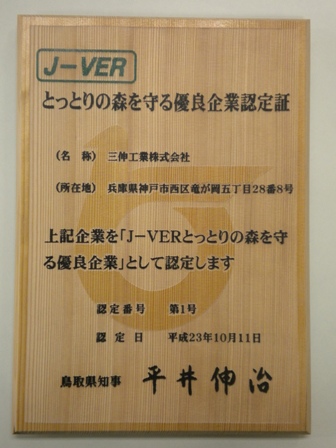 J-VER
とっとりの森を守る優良企業認定証
(名　称)　三伸工業株式会社
(所在地)　兵庫県神戸市西区竜が岡五丁目28番8号
上記企業を「J-VERとっとりの森を守
る優良企業」として認定します
認定番号　第1号
認 定 日　平成23年10月11日
鳥取県知事　平井伸治